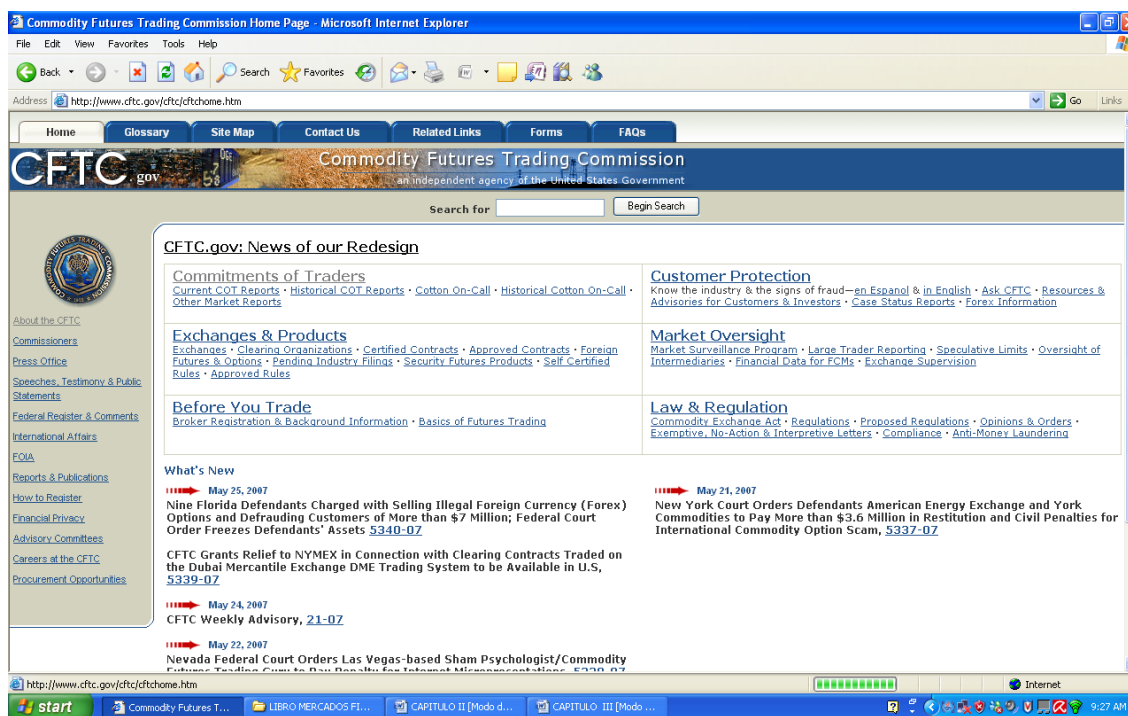 Commodity Futures Trading Commission Home Page - Microsoft Internet Explorer
File Edit View Favorites Tools Help
Back Search Favorites
Address http://www.cftc.gov/cftc/cftchome.htm Go Links
Home Glossary Site Map Contact Us Related Links Forms FAQs
CFTC.gov
Commodity Futures Trading Commission
an independent agency of the United States Government
Search for Begin Search
CFTC.gov: News of our Redesign
Commitments of Traders
Current COT Reports · Historical COT Reports · Cotton On-Call · Historical Cotton On-Call ·
Other Market Reports
Customer Protection
Know the industry & the signs of fraud—en Espanol & in English · Ask CFTC · Resources &
Advisories for Customers & Investors · Case Status Reports · Forex Information
Exchanges & Products
Exchanges · Clearing Organizations · Certified Contracts · Approved Contracts · Foreign
Futures & Options · Pending Industry Filings · Security Futures Products · Self Certified
Rules · Approved Rules
Market Oversight
Market Surveillance Program · Large Trader Reporting · Speculative Limits · Oversight of
Intermediaries · Financial Data for FCMs · Exchange Supervision
Before You Trade
Broker Registration & Background Information · Basics of Futures Trading
Law & Regulation
Commodity Exchange Act · Regulations · Proposed Regulations · Opinions & Orders ·
Exemptive, No-Action & Interpretive Letters · Compliance · Anti-Money Laundering
About the CFTC
Commissioners
Press Office
Speeches, Testimony & Public
Statements
Federal Register & Comments
International Affairs
FOIA
Reports & Publications
How to Register
Financial Privacy
Advisory Committees
Careers at the CFTC
Procurement Opportunities
What's New
May 25, 2007
Nine Florida Defendants Charged with Selling Illegal Foreign Currency (Forex)
Options and Defrauding Customers of More than $7 Million; Federal Court
Order Freezes Defendants' Assets 5340-07
CFTC Grants Relief to NYMEX in Connection with Clearing Contracts Traded on
the Dubai Mercantile Exchange DME Trading System to be Available in U.S,
5339-07
May 24, 2007
CFTC Weekly Advisory, 21-07
May 22, 2007
Nevada Federal Court Orders Las Vegas-based Sham Psychologist/Commodity
Futures Trading Guru to Pay Penalty for Internet Misrepresentations
May 21, 2007
New York Court Orders Defendants American Energy Exchange and York
Commodities to Pay More than $3.6 Million in Restitution and Civil Penalties for
International Commodity Option Scam, 5337-07
http://www.cftc.gov/cftc/cftchome.htm Internet
start Commodity Futures T... LIBRO MERCADOS FI... CAPITULO II [Modo d... CAPITULO III [Modo ... 9:27 AM